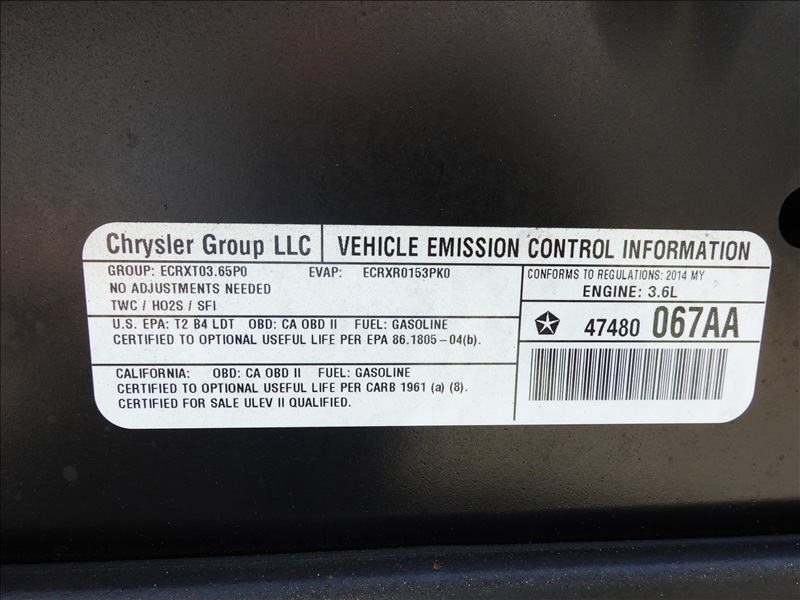 Chrysler Group LLC
VEHICLE EMISSION CONTROL INFORMATION
GROUP: ECRXT03.65P0 EVAP: ECRXR0153PK0
NO ADJUSTMENTS NEEDED
TWC / HO2S / SFI
U.S. EPA: T2 B4 LDT OBD: CA OBD II FUEL: GASOLINE
CERTIFIED TO OPTIONAL USEFUL LIFE PER EPA 86.1805-04(b).
CALIFORNIA: OBD: CA OBD II FUEL: GASOLINE
CERTIFIED TO OPTIONAL USEFUL LIFE PER CARB 1961 (a) (8).
CERTIFIED FOR SALE ULEV II QUALIFIED.
CONFORMS TO REGULATIONS: 2014 MY
ENGINE: 3.6L
47480 067AA